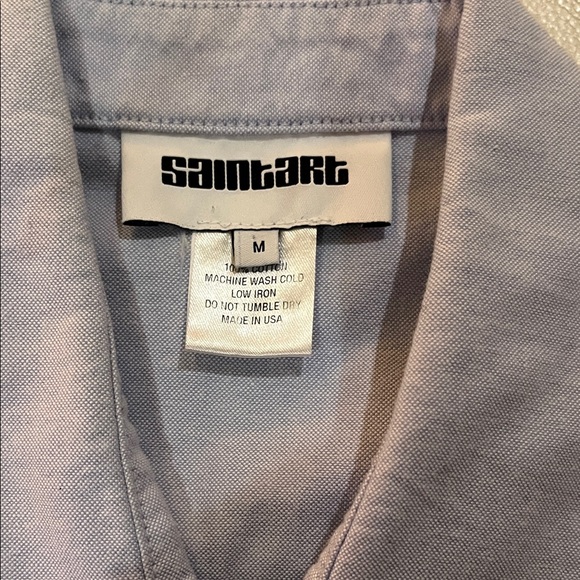 saintart
M
100% COTTON
MACHINE WASH COLD
LOW IRON
DO NOT TUMBLE DRY
MADE IN USA